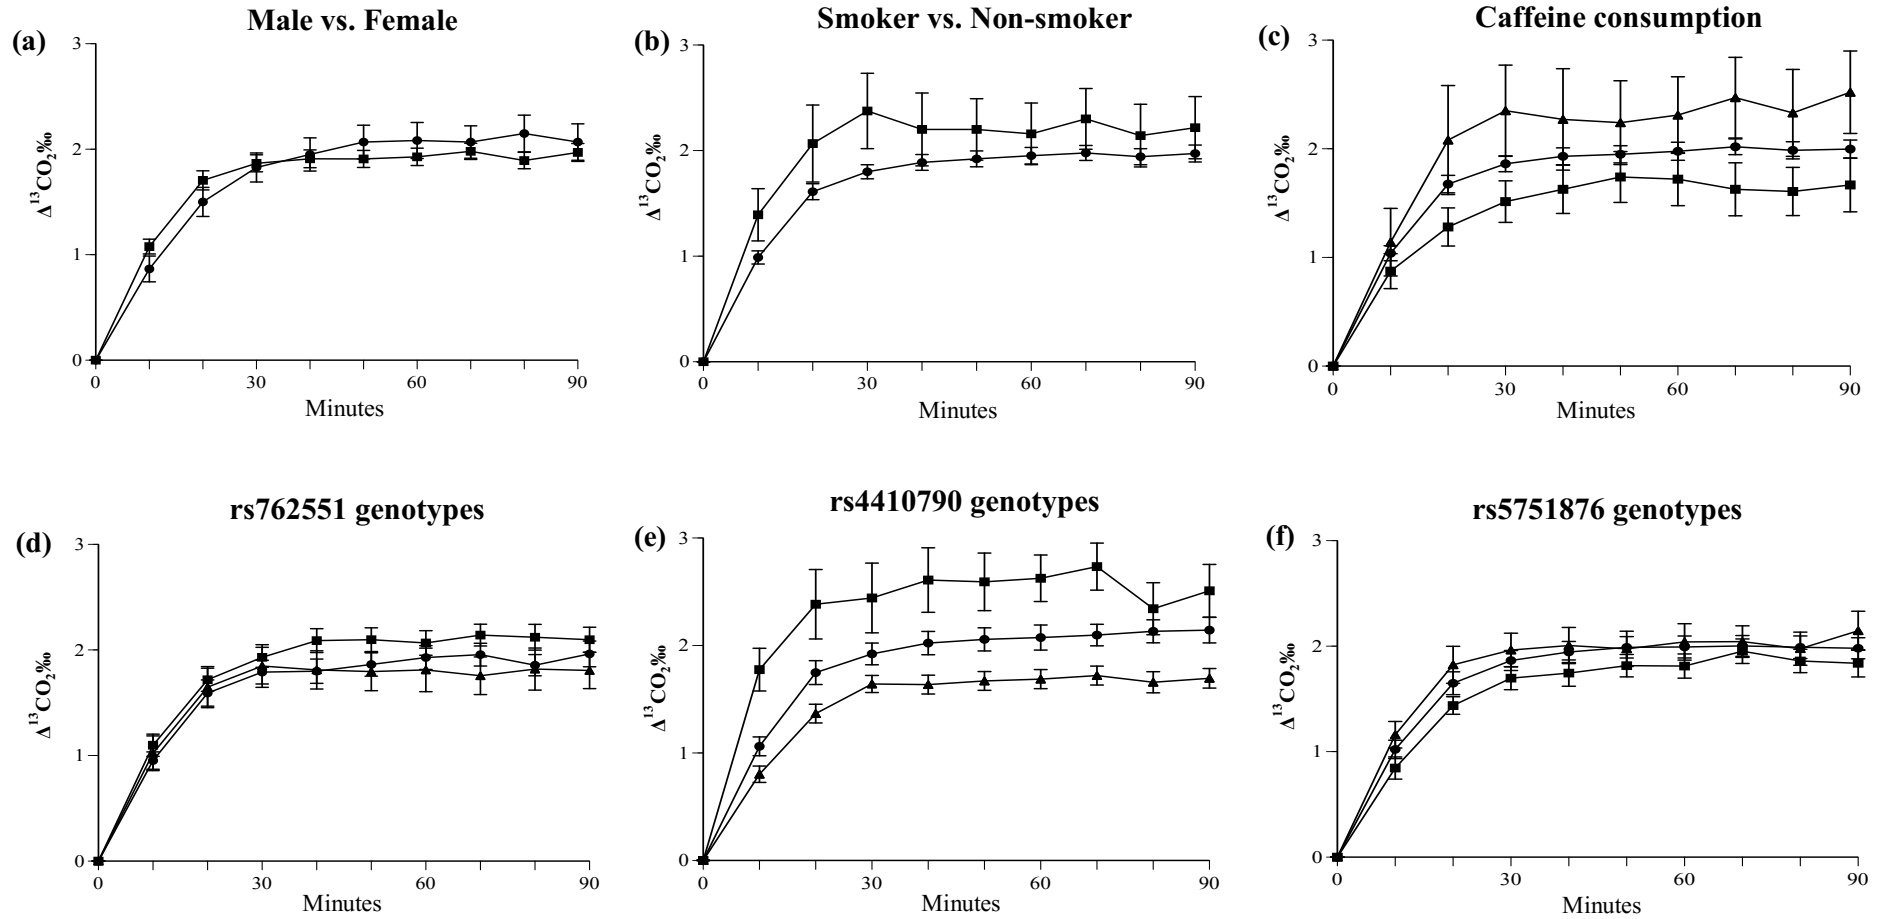 Male vs. Female
(a)
3
2
1
0
Δ¹³CO₂‰
0 30 60 90
Minutes
Smoker vs. Non-smoker
(b)
3
2
1
0
Δ¹³CO₂‰
0 30 60 90
Minutes
Caffeine consumption
(c)
3
2
1
0
Δ¹³CO₂‰
0 30 60 90
Minutes
rs762551 genotypes
(d)
3
2
1
0
Δ¹³CO₂‰
0 30 60 90
Minutes
rs4410790 genotypes
(e)
3
2
1
0
Δ¹³CO₂‰
0 30 60 90
Minutes
rs5751876 genotypes
(f)
3
2
1
0
Δ¹³CO₂‰
0 30 60 90
Minutes